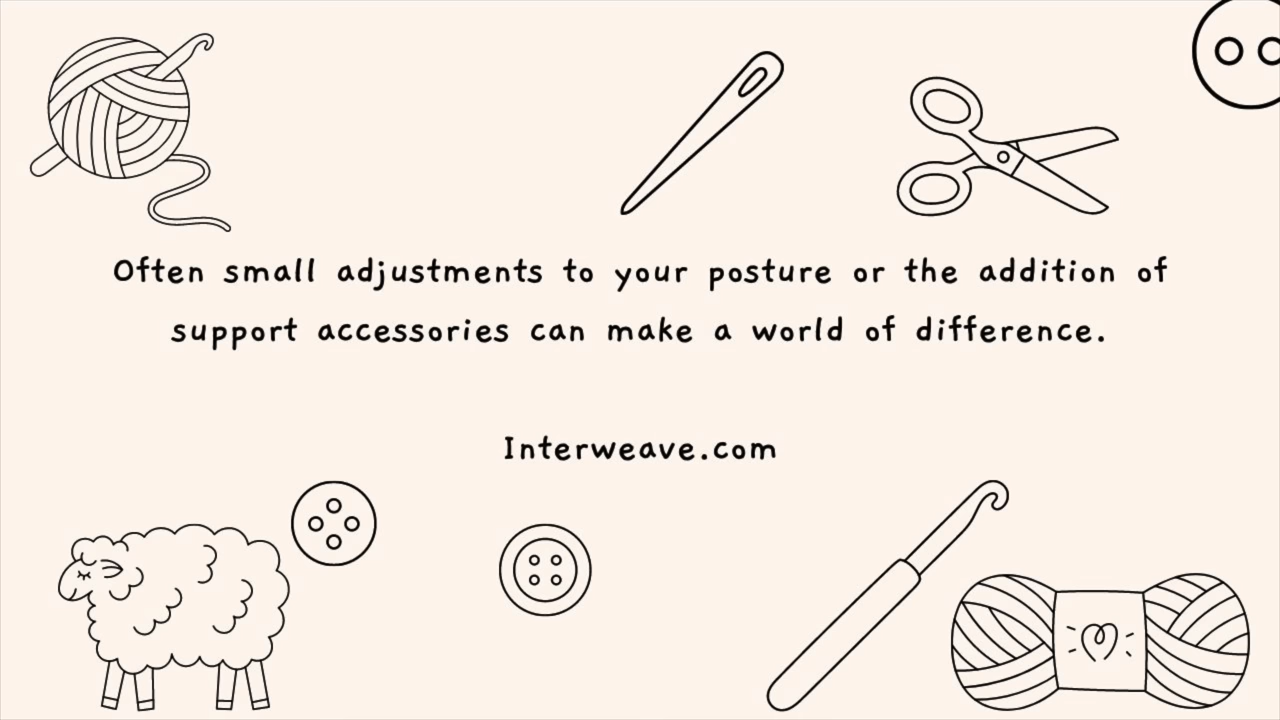 Often small adjustments to your posture or the addition of
support accessories can make a world of difference.
Interweave.com